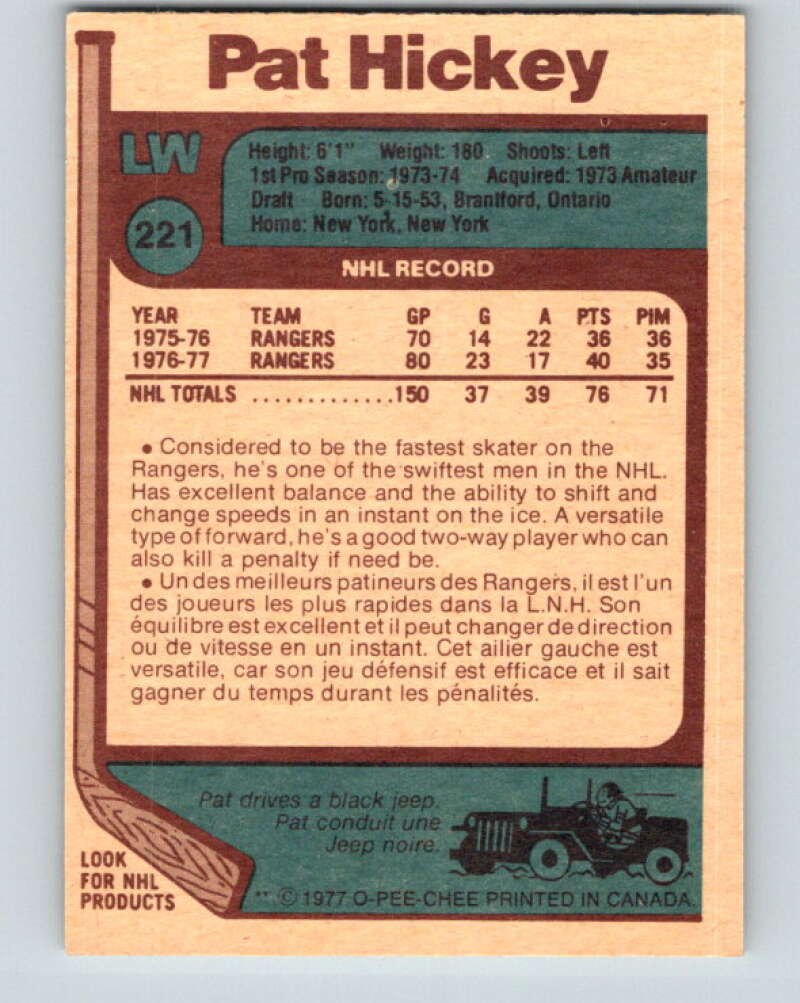 Pat Hickey
LW
221
Height: 6'1" Weight: 180 Shoots: Left
1st Pro Season: 1973-74 Acquired: 1973 Amateur
Draft Born: 5-15-53, Brantford, Ontario
Home: New York, New York
NHL RECORD
YEAR TEAM GP G A PTS PIM
1975-76 RANGERS 70 14 22 36 36
1976-77 RANGERS 80 23 17 40 35
NHL TOTALS .............150 37 39 76 71
• Considered to be the fastest skater on the
Rangers, he's one of the swiftest men in the NHL.
Has excellent balance and the ability to shift and
change speeds in an instant on the ice. A versatile
type of forward, he's a good two-way player who can
also kill a penalty if need be.
• Un des meilleurs patineurs des Rangers, il est l'un
des joueurs les plus rapides dans la L.N.H. Son
équilibre est excellent et il peut changer de direction
ou de vitesse en un instant. Cet ailier gauche est
versatile, car son jeu défensif est efficace et il sait
gagner du temps durant les pénalités.
Pat drives a black jeep.
Pat conduit une
Jeep noire.
LOOK
FOR NHL
PRODUCTS
** © 1977 O-PEE-CHEE PRINTED IN CANADA.